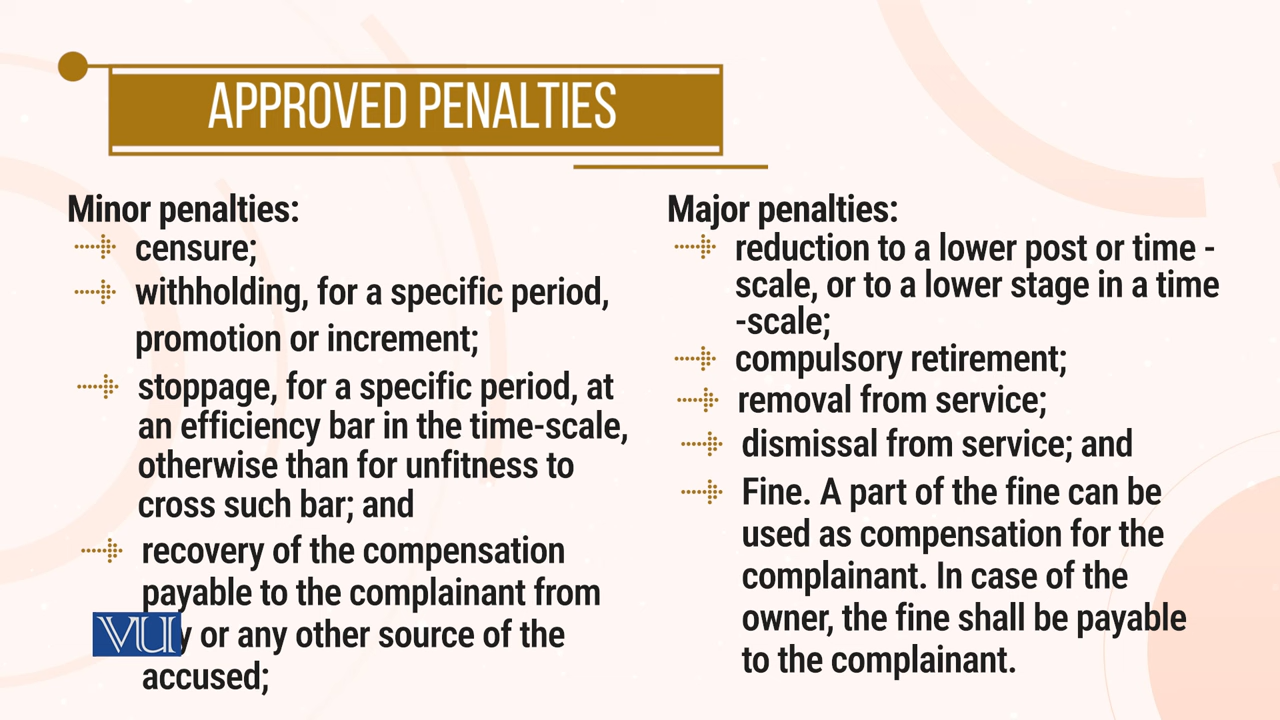 APPROVED PENALTIES
Minor penalties:
censure;
withholding, for a specific period,
promotion or increment;
stoppage, for a specific period, at
an efficiency bar in the time-scale,
otherwise than for unfitness to
cross such bar; and
recovery of the compensation
payable to the complainant from
or any other source of the
accused;
VU
Major penalties:
reduction to a lower post or time -
scale, or to a lower stage in a time
-scale;
compulsory retirement;
removal from service;
dismissal from service; and
Fine. A part of the fine can be
used as compensation for the
complainant. In case of the
owner, the fine shall be payable
to the complainant.